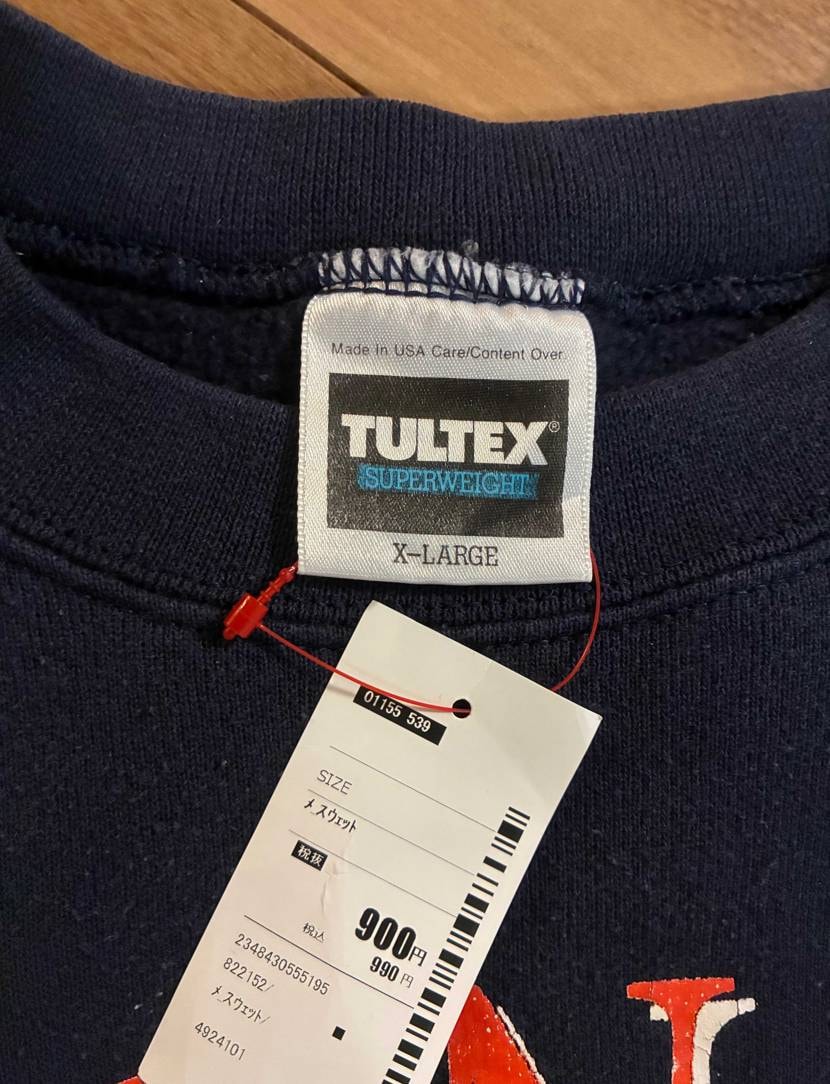 Made In USA Care/Content Over
TULTEX®
SUPERWEIGHT
X-LARGE
01155 539
SIZE
メ_スウェット
税抜
900円
税込 990円
2348430555195
822152/
メ_スウェット/
4924101